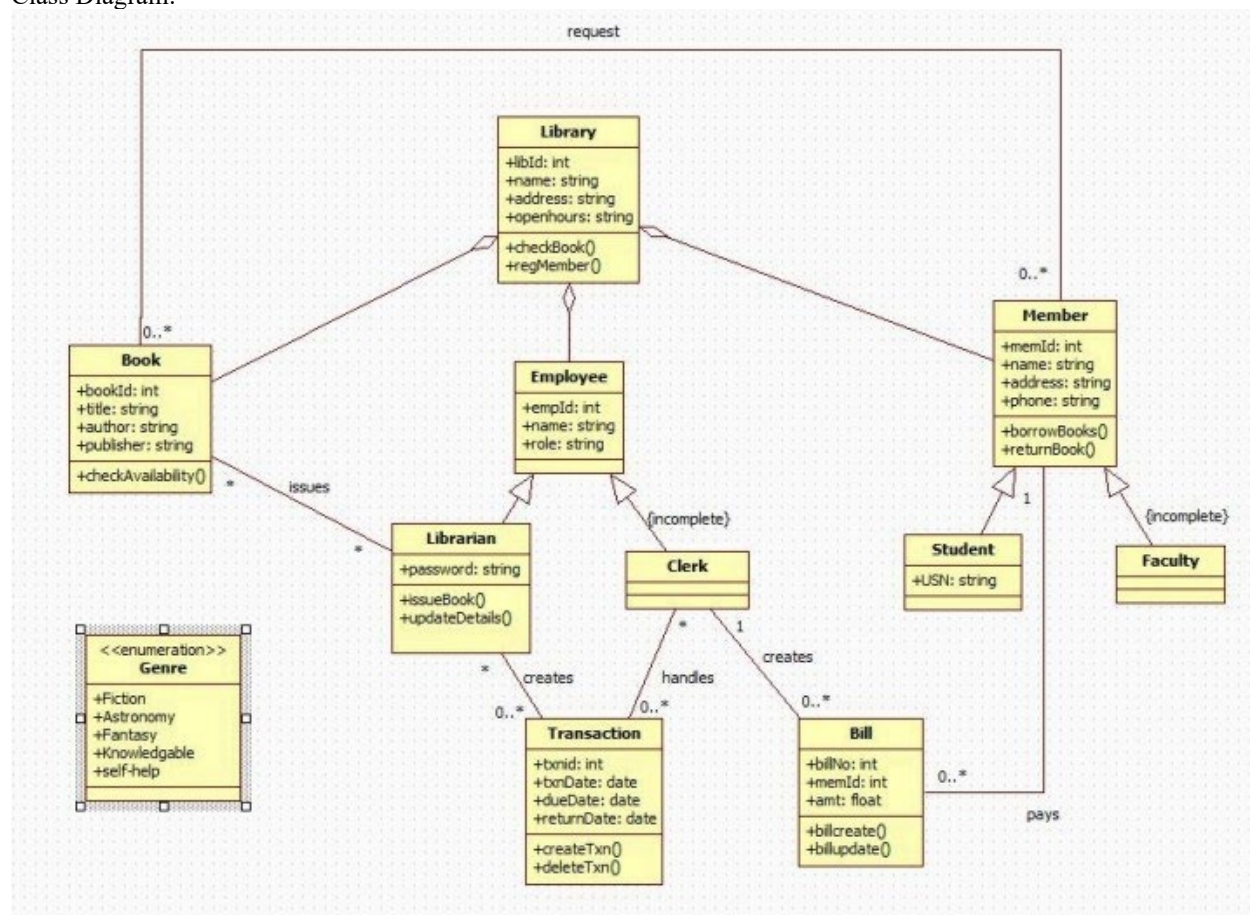 Class Diagram:
request
Library
+libId: int
+name: string
+address: string
+openhours: string
+checkBook()
+regMember()
0..*
0..*
Book
+bookId: int
+title: string
+author: string
+publisher: string
+checkAvailability()
Employee
+empId: int
+name: string
+role: string
Member
+memId: int
+name: string
+address: string
+phone: string
+borrowBooks()
+returnBook()
*
issues
*
{incomplete}
1
{incomplete}
Librarian
+password: string
+issueBook()
+updateDetails()
Clerk
Student
+USN: string
Faculty
<<enumeration>>
Genre
+Fiction
+Astronomy
+Fantasy
+Knowledgable
+self-help
*
creates
0..*
*
handles
0..*
1
creates
0..*
Transaction
+txnid: int
+txnDate: date
+dueDate: date
+returnDate: date
+createTxn()
+deleteTxn()
Bill
+billNo: int
+memId: int
+amt: float
+billcreate()
+billupdate()
0..*
pays